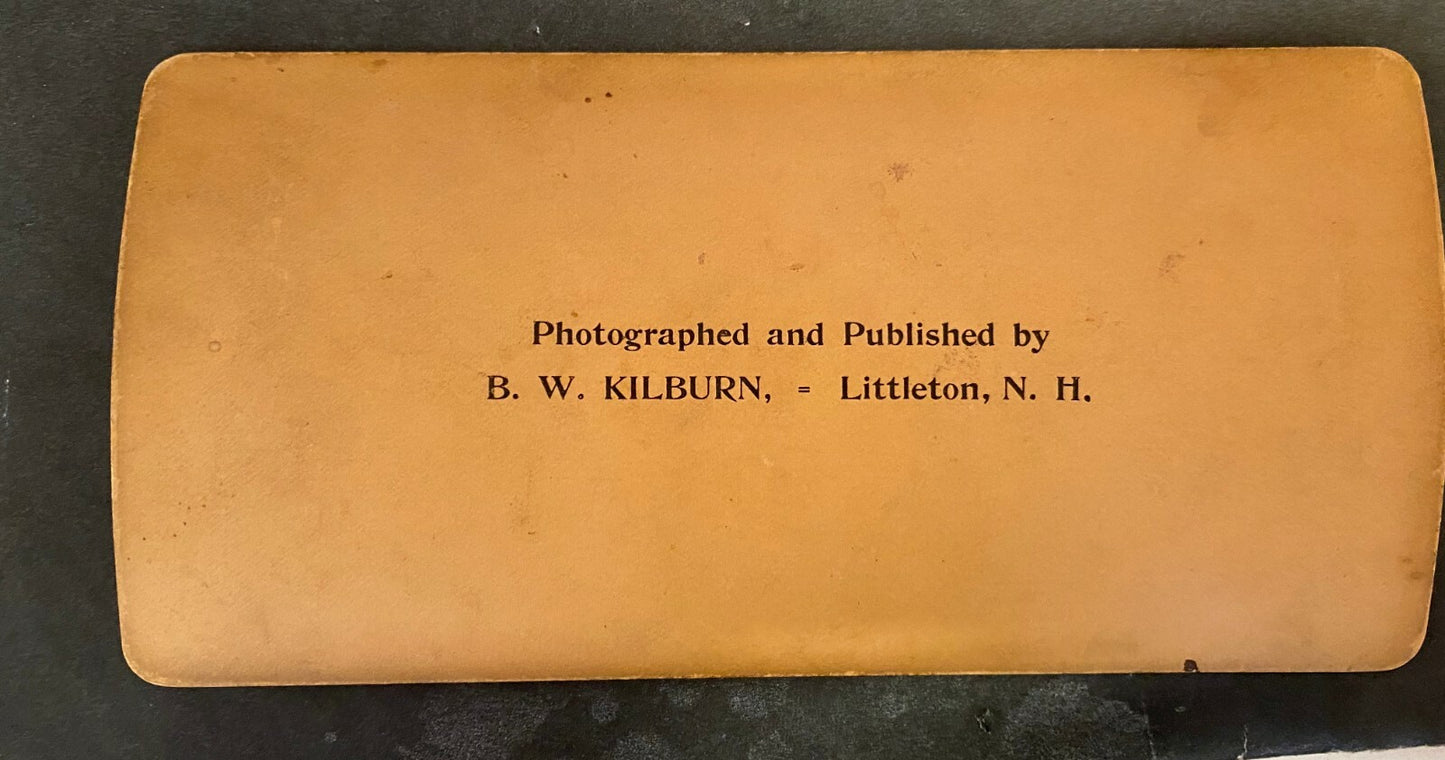 Photographed and Published by
B. W. KILBURN, = Littleton, N. H.